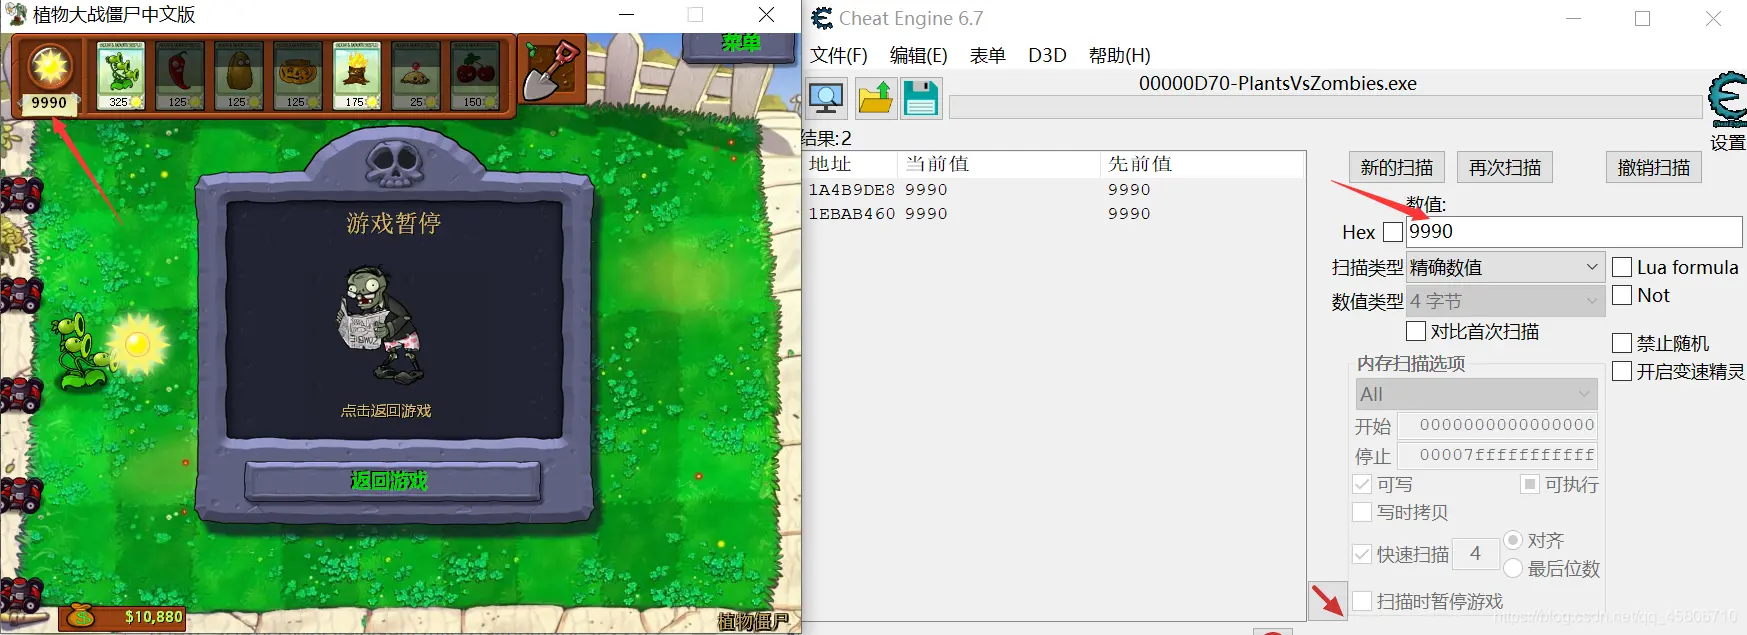 植物大战僵尸中文版
9990
325
125
125
125
175
25
150
菜单
游戏暂停
点击返回游戏
返回游戏
$10,880
植物僵尸
Cheat Engine 6.7
文件(F) 编辑(E) 表单 D3D 帮助(H)
00000D70-PlantsVsZombies.exe
Cheat Engine
设置
结果:2
地址 当前值 先前值
1A4B9DE8 9990 9990
1EBAB460 9990 9990
新的扫描 再次扫描 撤销扫描
数值:
Hex 9990
扫描类型 精确数值 Lua formula
数值类型 4 字节 Not
对比首次扫描
禁止随机
开启变速精灵
内存扫描选项
All
开始 0000000000000000
停止 00007fffffffffff
可写 可执行
写时拷贝
快速扫描 4 对齐
最后位数
扫描时暂停游戏
https://blog.csdn.net/qq_45806710